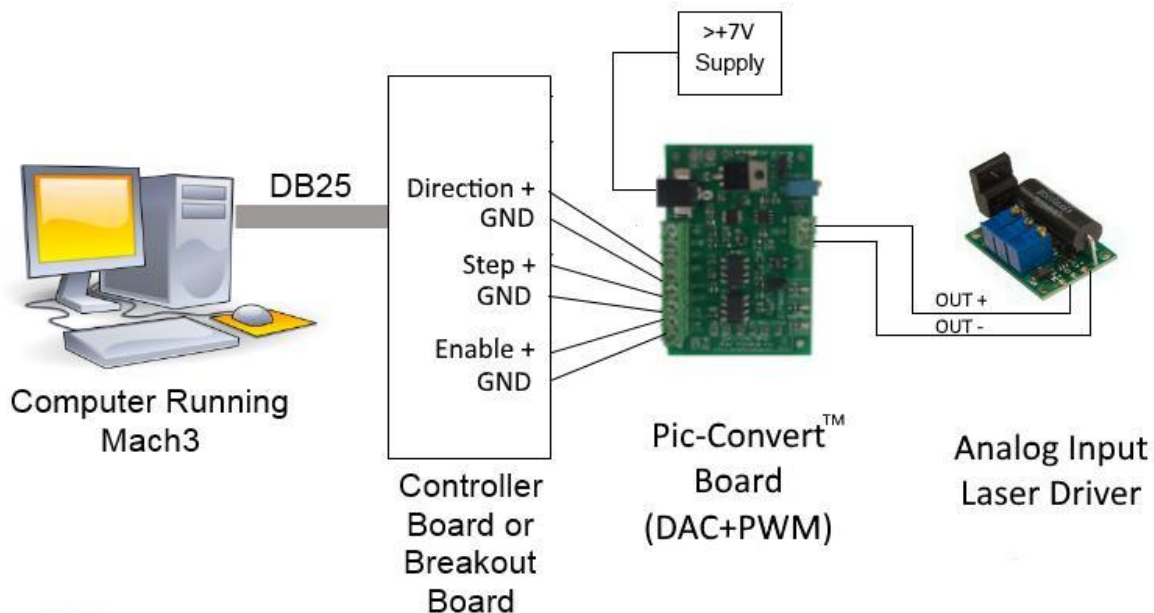 >+7V
Supply
DB25
Direction +
GND
Step +
GND
Enable +
GND
OUT +
OUT -
Computer Running
Mach3
Controller
Board or
Breakout
Board
Pic-Convert™
Board
(DAC+PWM)
Analog Input
Laser Driver